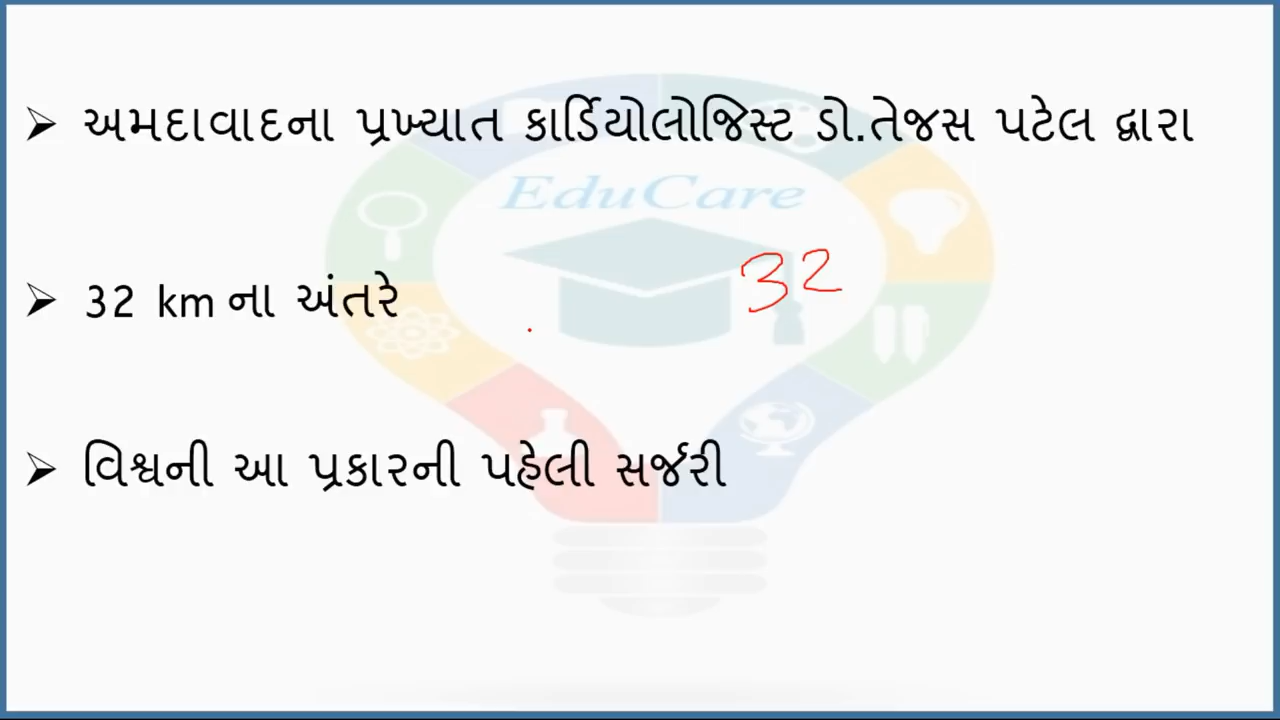 ➢ અમદાવાદના પ્રખ્યાત કાર્ડિયોલોજિસ્ટ ડો.તેજસ પટેલ દ્વારા
EduCare
32
➢ 32 km ના અંતરે
➢ વિશ્વની આ પ્રકારની પહેલી સર્જરી